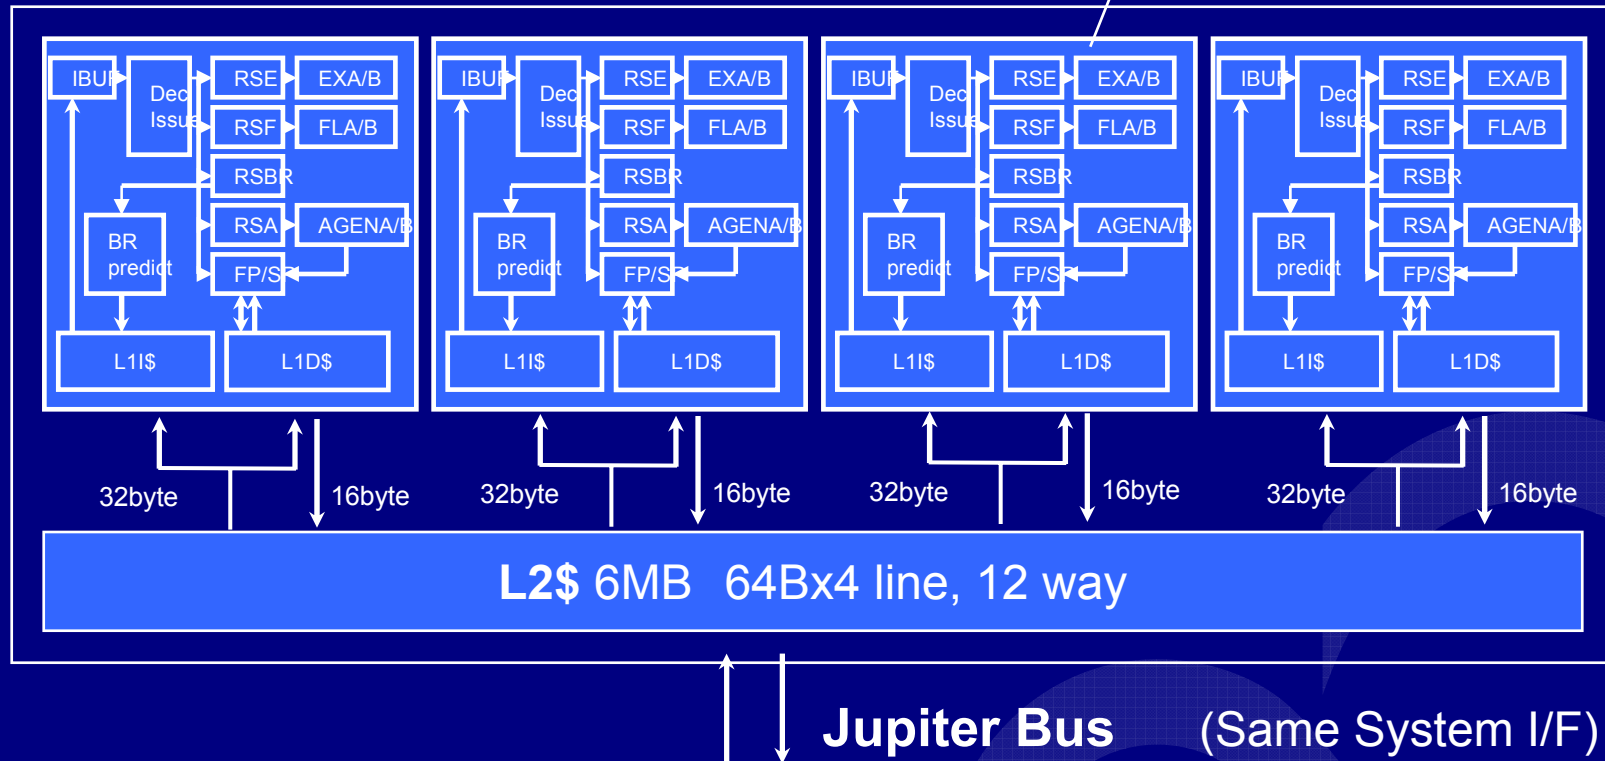 IBUF
Dec
Issue
RSE
EXA/B
RSF
FLA/B
RSBR
BR
predict
RSA
AGENA/B
FP/SP
L1I$
L1D$
IBUF
Dec
Issue
RSE
EXA/B
RSF
FLA/B
RSBR
BR
predict
RSA
AGENA/B
FP/SP
L1I$
L1D$
IBUF
Dec
Issue
RSE
EXA/B
RSF
FLA/B
RSBR
BR
predict
RSA
AGENA/B
FP/SP
L1I$
L1D$
IBUF
Dec
Issue
RSE
EXA/B
RSF
FLA/B
RSBR
BR
predict
RSA
AGENA/B
FP/SP
L1I$
L1D$
32byte
16byte
32byte
16byte
32byte
16byte
32byte
16byte
L2$ 6MB 64Bx4 line, 12 way
Jupiter Bus (Same System I/F)